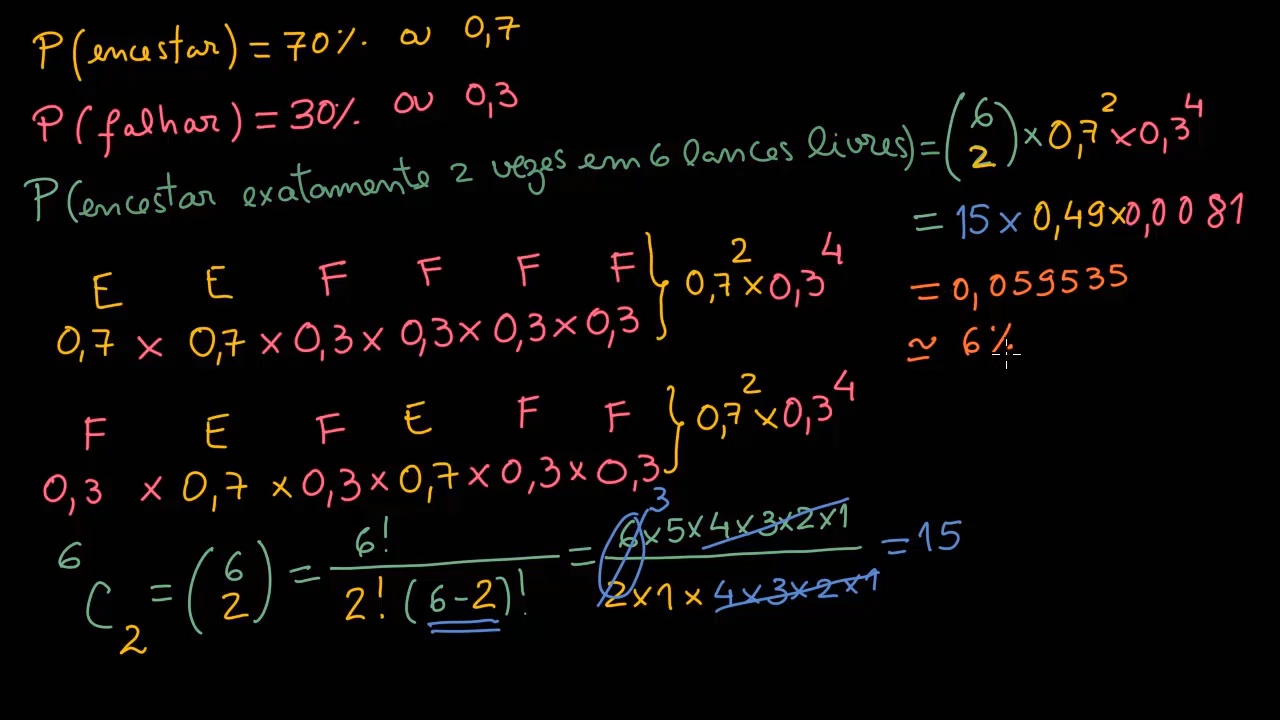 P(encestar) = 70% ou 0,7
P(falhar) = 30% ou 0,3
P(encestar exatamente 2 vezes em 6 lances livres) = (6 2) × 0,7² × 0,3⁴
= 15 × 0,49 × 0,0081
= 0,059535
≃ 6%
E E F F F F } 0,7² × 0,3⁴
0,7 × 0,7 × 0,3 × 0,3 × 0,3 × 0,3
F E F E F F } 0,7² × 0,3⁴
0,3 × 0,7 × 0,3 × 0,7 × 0,3 × 0,3
⁶C₂ = (6 2) = 6! / 2! (6-2)! = 6 3 × 5 × 4 × 3 × 2 × 1 / 2 × 1 × 4 × 3 × 2 × 1 = 15